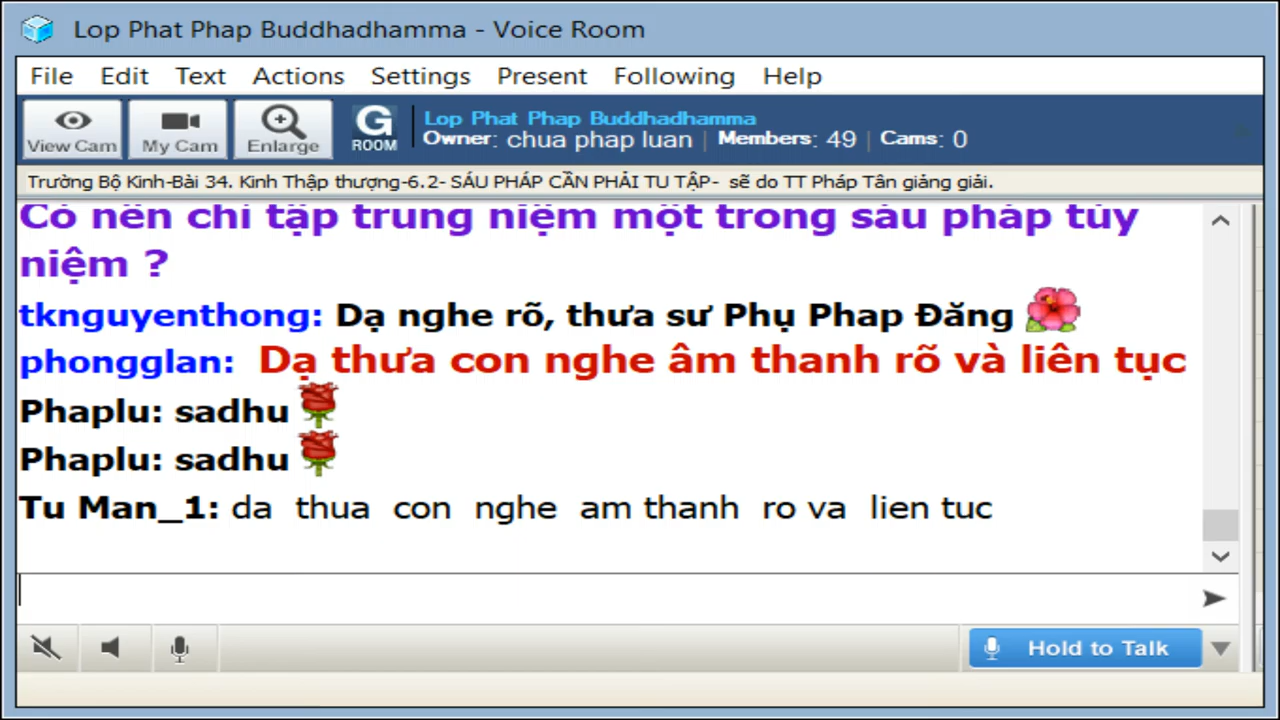 Lop Phat Phap Buddhadhamma - Voice Room
File Edit Text Actions Settings Present Following Help
View Cam My Cam Enlarge G ROOM
Lop Phat Phap Buddhadhamma
Owner: chua phap luan | Members: 49 | Cams: 0
Trường Bộ Kinh-Bài 34. Kinh Thập thượng-6.2- SÁU PHÁP CẦN PHẢI TU TẬP- sẽ do TT Pháp Tân giảng giải.
Có nên chỉ tập trung niệm một trong sáu pháp tùy
niệm ?
tknguyenthong: Dạ nghe rõ, thưa sư Phụ Phap Đăng
phongglan: Dạ thưa con nghe âm thanh rõ và liên tục
Phaplu: sadhu
Phaplu: sadhu
Tu Man_1: da thua con nghe am thanh ro va lien tuc
Hold to Talk